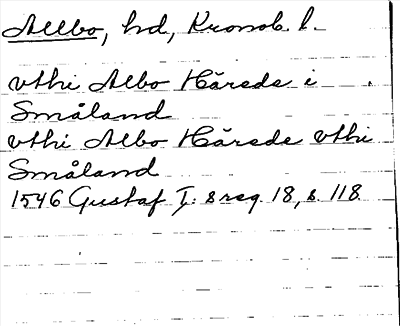 Allbo, hd, Kronob. l.
vthi Albo Härede i
Småland
vthi Albo Härede vthi
Småland
1546 Gustaf I: s reg. 18, s. 118